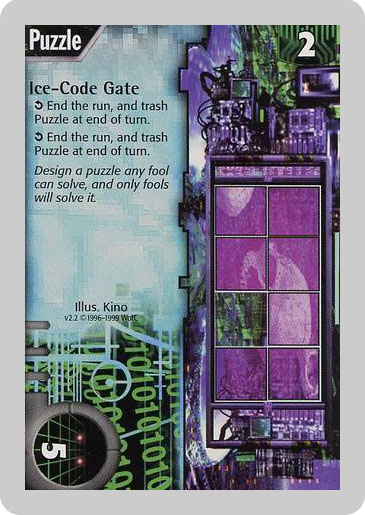 Puzzle
2
Ice-Code Gate
➲ End the run, and trash
Puzzle at end of turn.
➲ End the run, and trash
Puzzle at end of turn.
Design a puzzle any fool
can solve, and only fools
will solve it.
Illus. Kino
v2.2 ©1996-1999 WotC
5